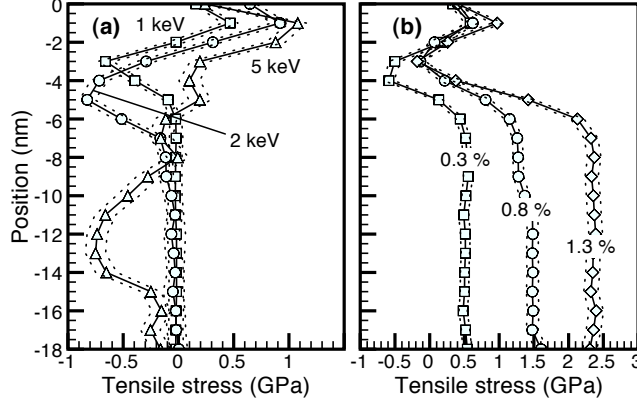 (a)
1 keV
5 keV
2 keV
Position (nm)
0
-2
-4
-6
-8
-10
-12
-14
-16
-18
-1 -0.5 0 0.5 1 1.5
Tensile stress (GPa)
(b)
0.3 %
0.8 %
1.3 %
-1 -0.5 0 0.5 1 1.5 2 2.5 3
Tensile stress (GPa)